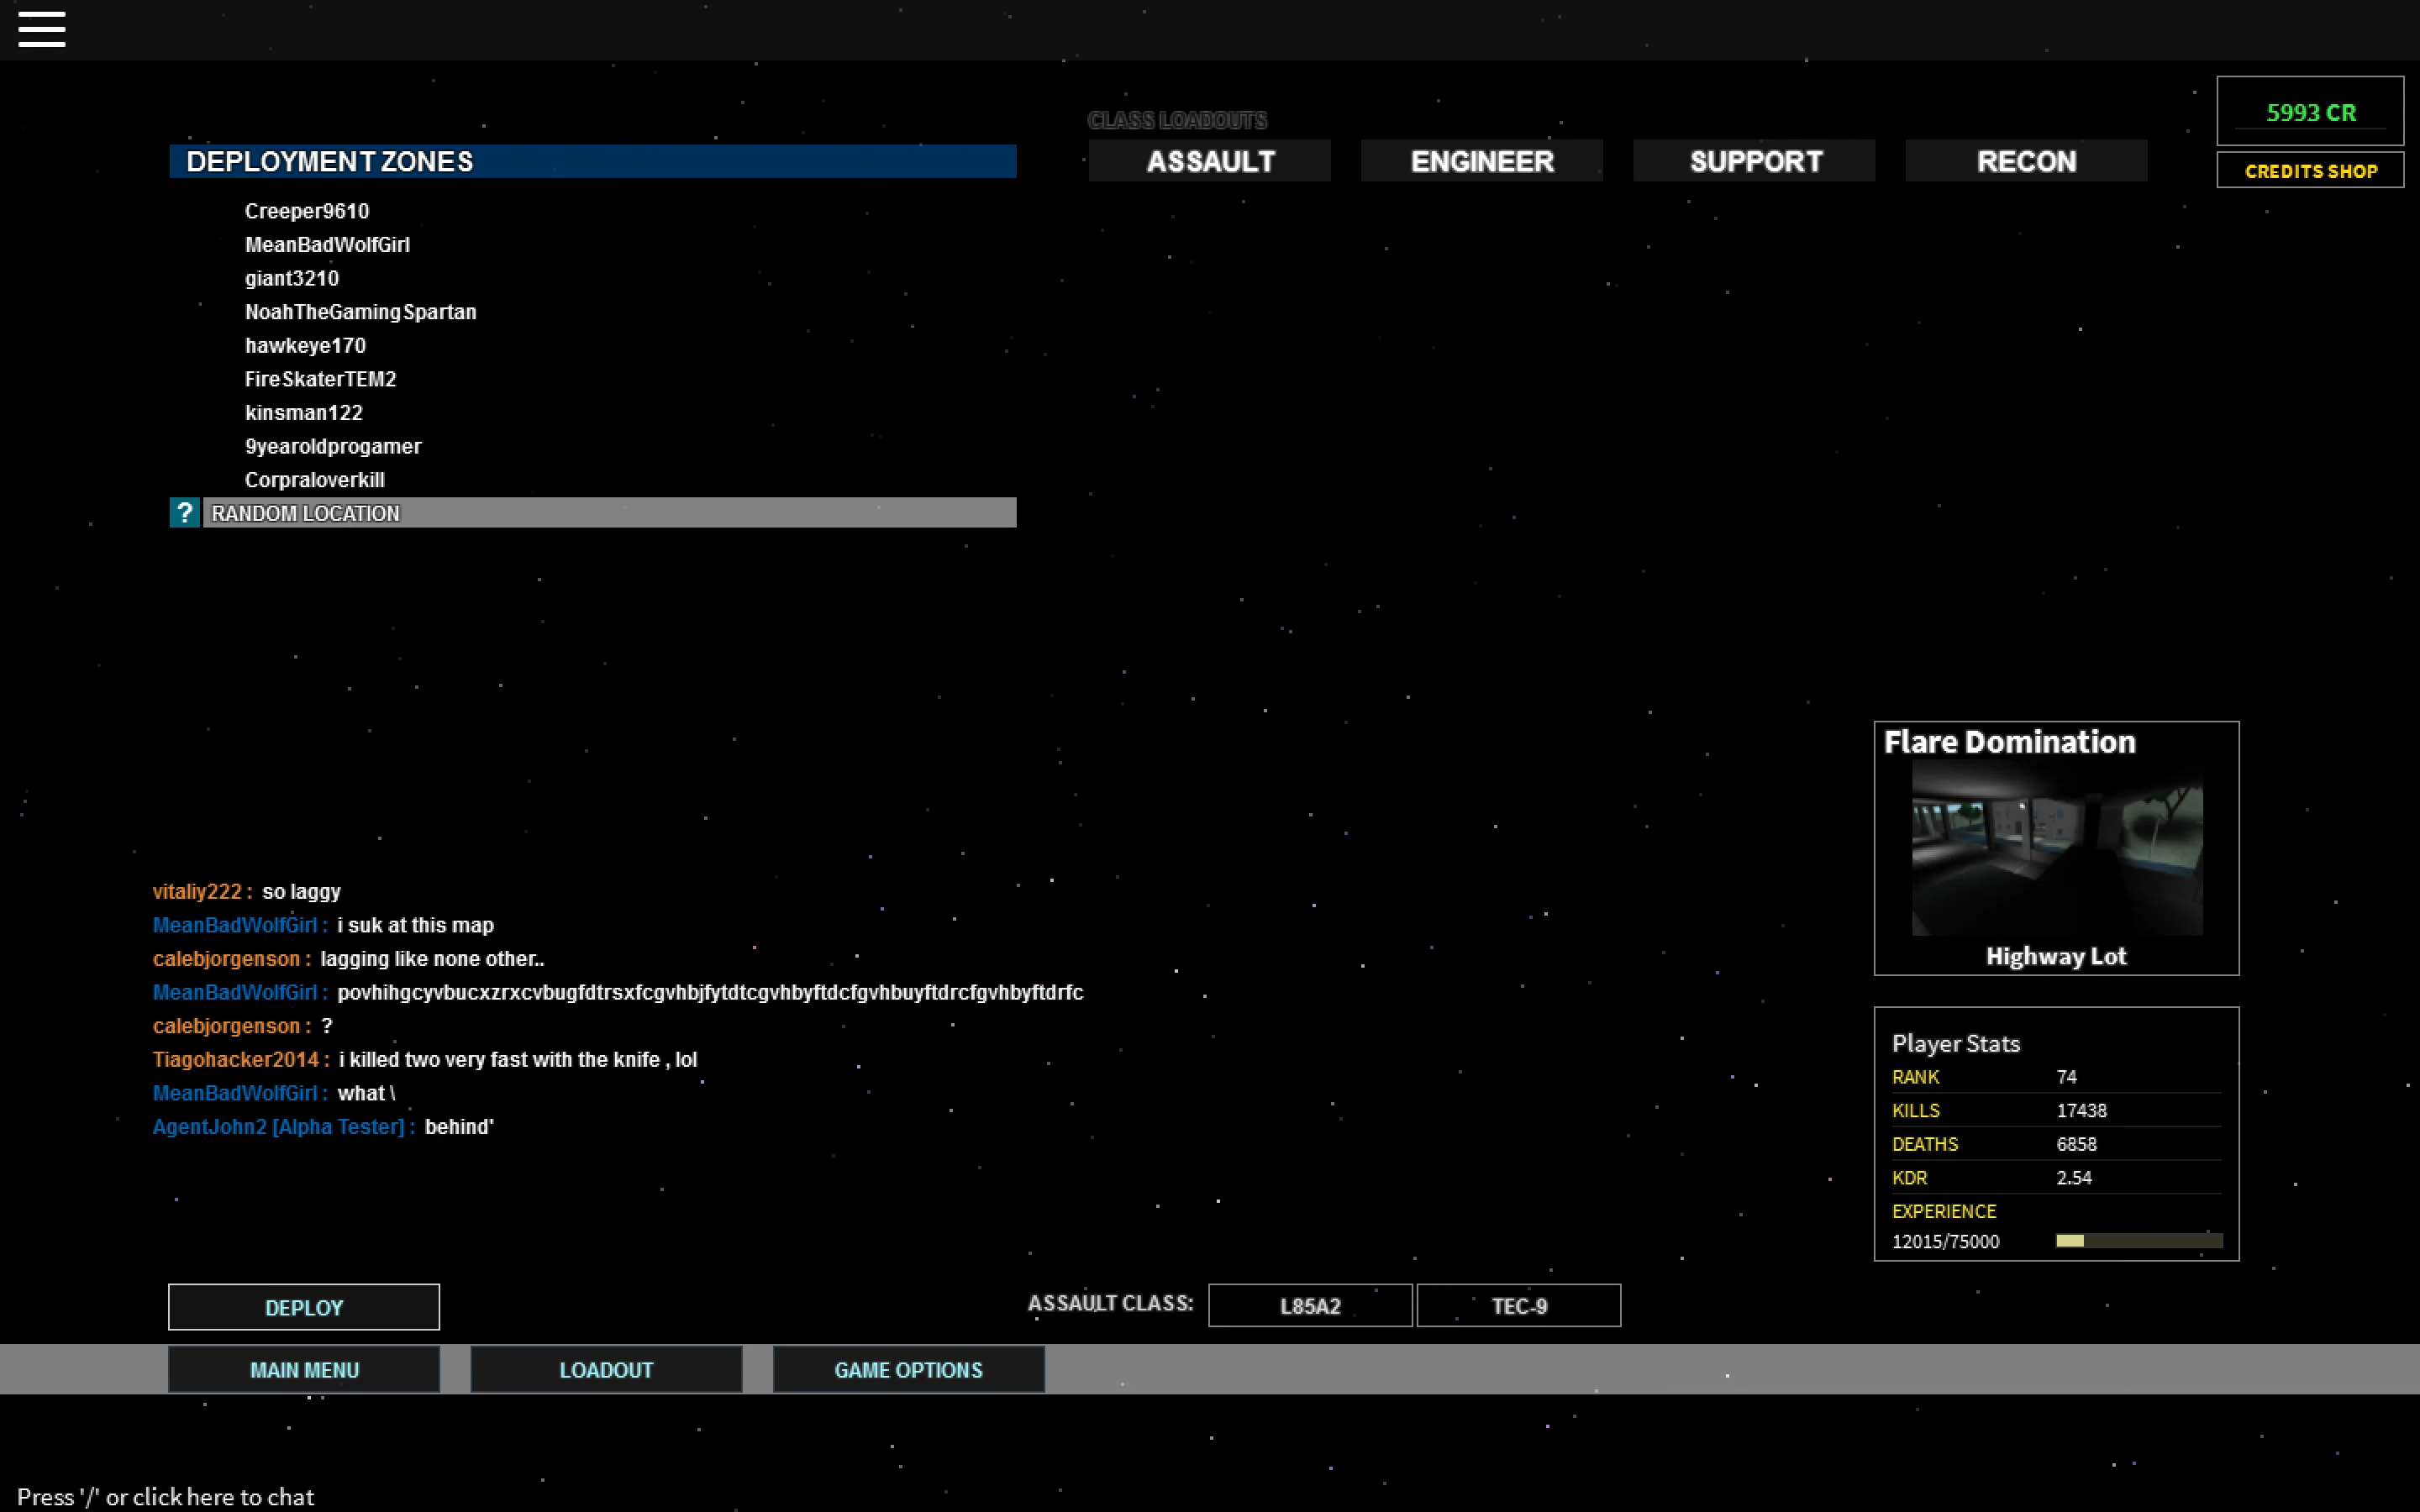 5993 CR
CREDITS SHOP
CLASS LOADOUTS
ASSAULT ENGINEER SUPPORT RECON
DEPLOYMENT ZONES
Creeper9610
MeanBadWolfGirl
giant3210
NoahTheGamingSpartan
hawkeye170
FireSkaterTEM2
kinsman122
9yearoldprogamer
Corpraloverkill
? RANDOM LOCATION
Flare Domination
Highway Lot
vitaliy222 : so laggy
MeanBadWolfGirl : i suk at this map
calebjorgenson : lagging like none other..
MeanBadWolfGirl : povhihgcyvbucxzrxcvbugfdtrsxfcgvhbjfytdtcgvhbyftdcfgvhbuyftdrcfgvhbyftdrfc
calebjorgenson : ?
Tiagohacker2014 : i killed two very fast with the knife , lol
MeanBadWolfGirl : what \
AgentJohn2 [Alpha Tester] : behind'
Player Stats
RANK 74
KILLS 17438
DEATHS 6858
KDR 2.54
EXPERIENCE
12015/75000
DEPLOY
ASSAULT CLASS: L85A2 TEC-9
MAIN MENU LOADOUT GAME OPTIONS
Press '/' or click here to chat